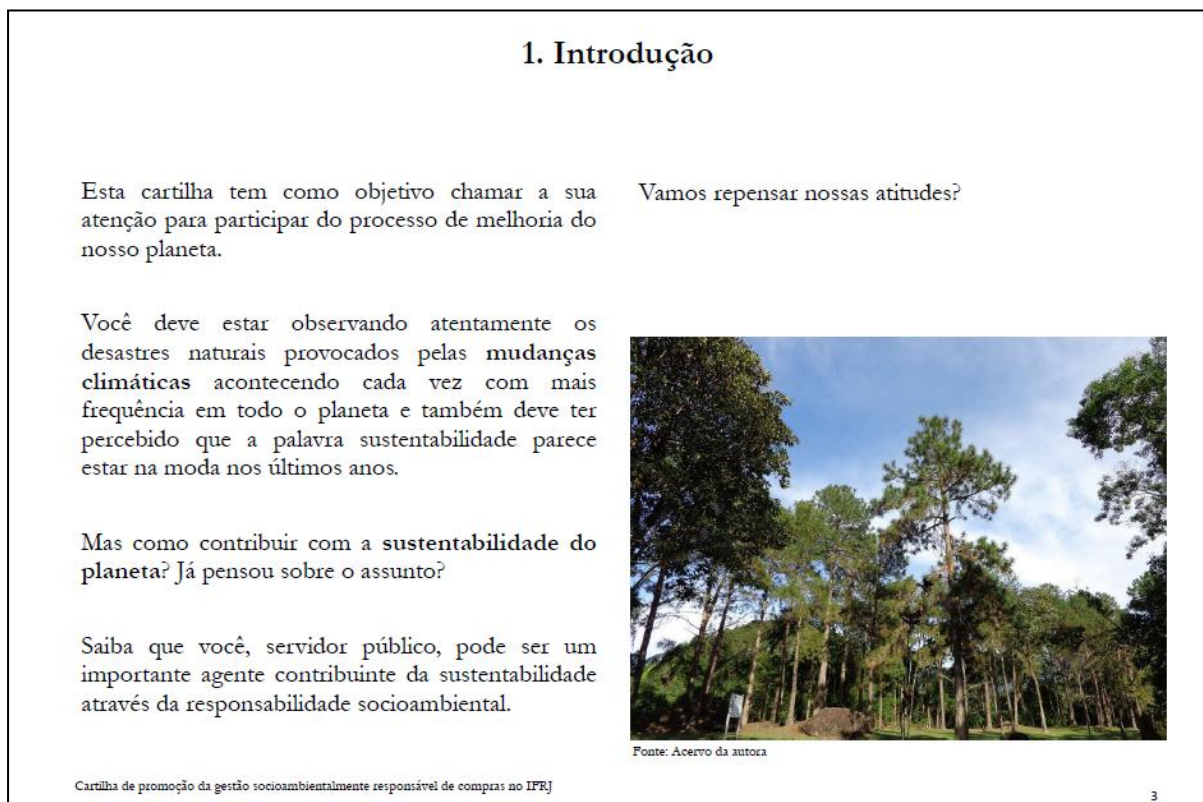 1. Introdução
Esta cartilha tem como objetivo chamar a sua
atenção para participar do processo de melhoria do
nosso planeta.
Você deve estar observando atentamente os
desastres naturais provocados pelas mudanças
climáticas acontecendo cada vez com mais
frequência em todo o planeta e também deve ter
percebido que a palavra sustentabilidade parece
estar na moda nos últimos anos.
Mas como contribuir com a sustentabilidade do
planeta? Já pensou sobre o assunto?
Saiba que você, servidor público, pode ser um
importante agente contribuinte da sustentabilidade
através da responsabilidade socioambiental.
Vamos repensar nossas atitudes?
Fonte: Acervo da autora
Cartilha de promoção da gestão socioambientalmente responsável de compras no IFRJ
3